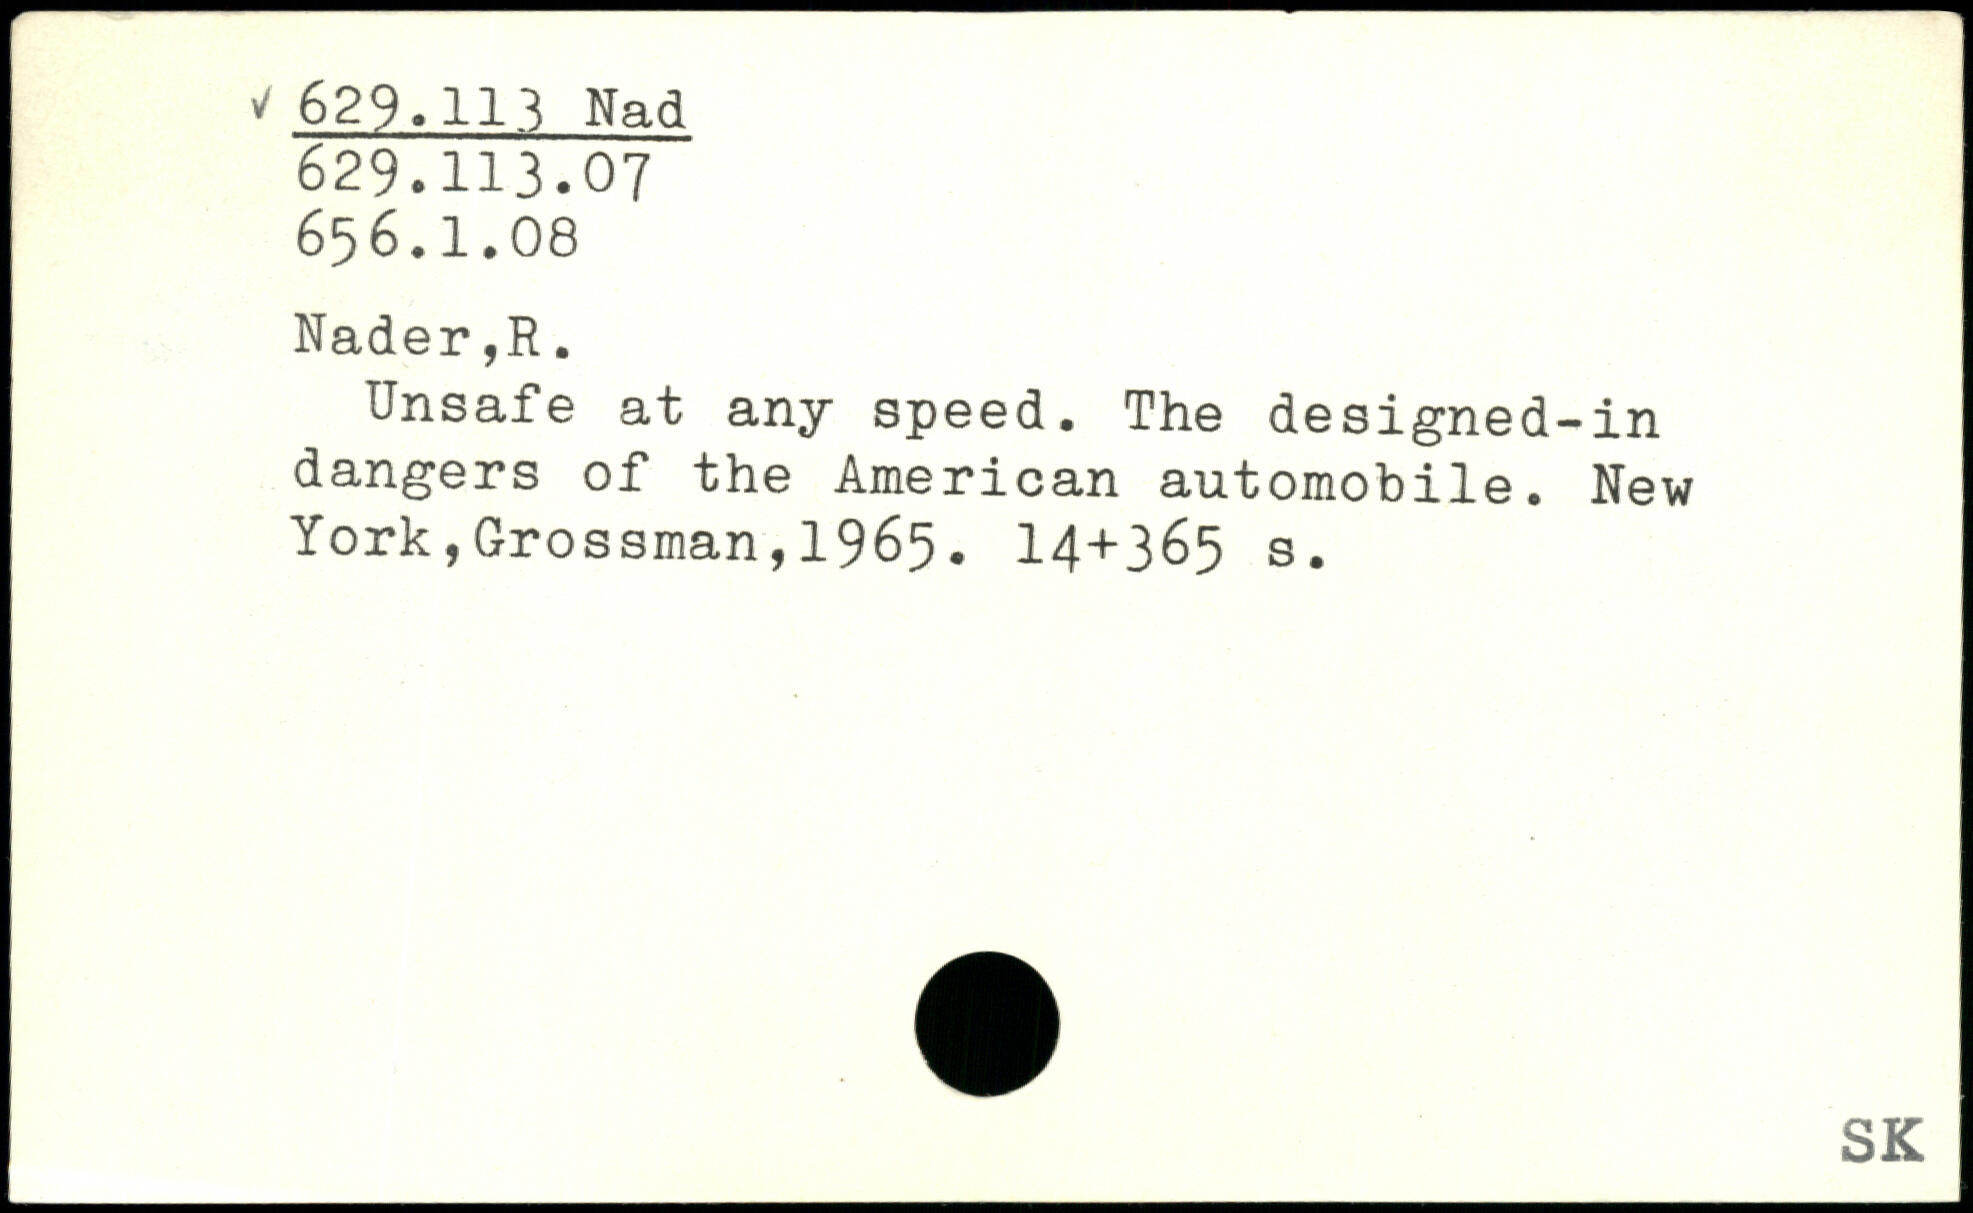 ✓ 629.113 Nad
629.113.07
656.1.08
Nader,R.
Unsafe at any speed. The designed-in
dangers of the American automobile. New
York,Grossman,1965. 14+365 s.
SK